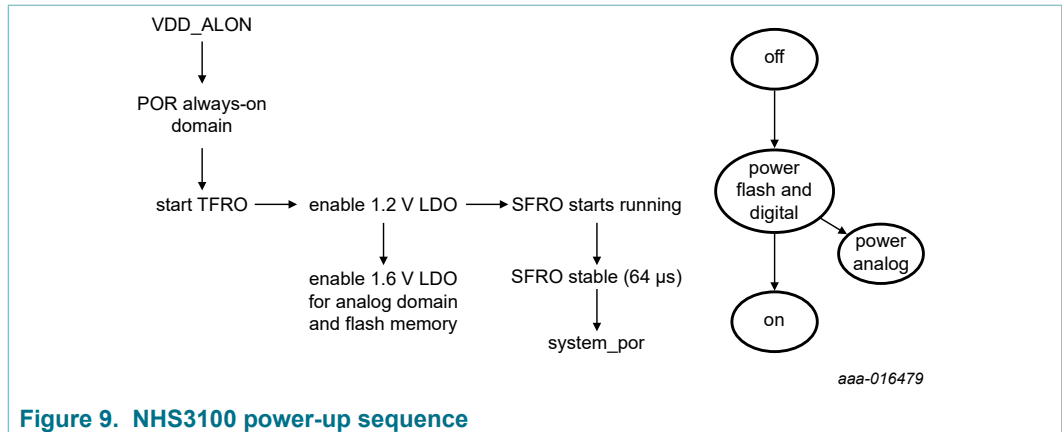 VDD_ALON
POR always-on
domain
start TFRO
enable 1.2 V LDO
SFRO starts running
enable 1.6 V LDO
for analog domain
and flash memory
SFRO stable (64 µs)
system_por
off
power
flash and
digital
power
analog
on
aaa-016479
Figure 9. NHS3100 power-up sequence